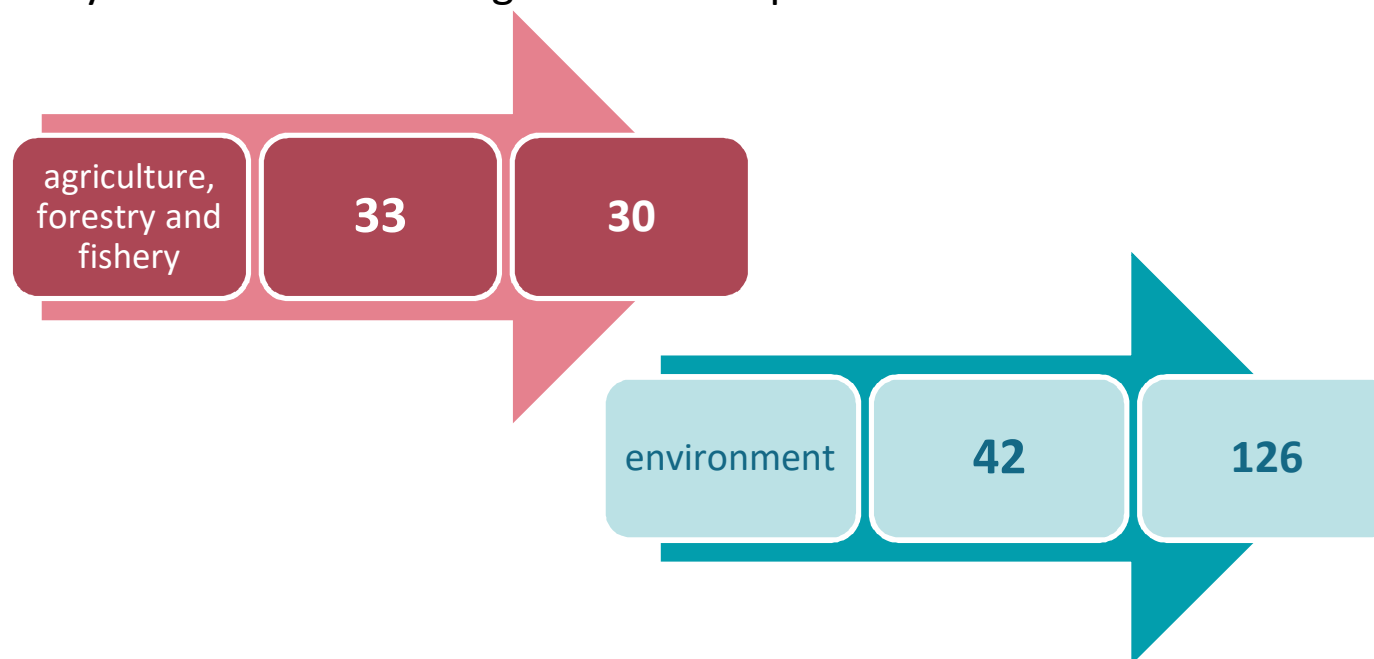 agriculture,
forestry and
fishery
33
30
environment
42
126